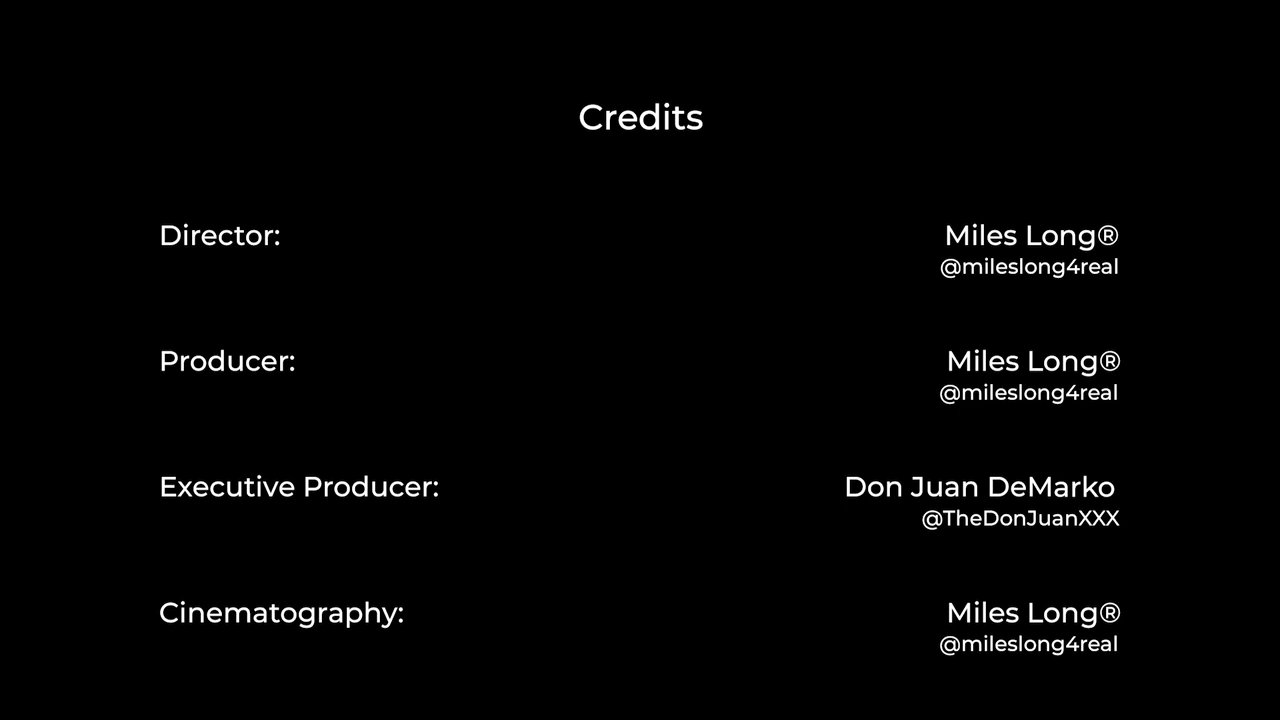 Credits
Director:
Miles Long®
@mileslong4real
Producer:
Miles Long®
@mileslong4real
Executive Producer:
Don Juan DeMarko
@TheDonJuanXXX
Cinematography:
Miles Long®
@mileslong4real